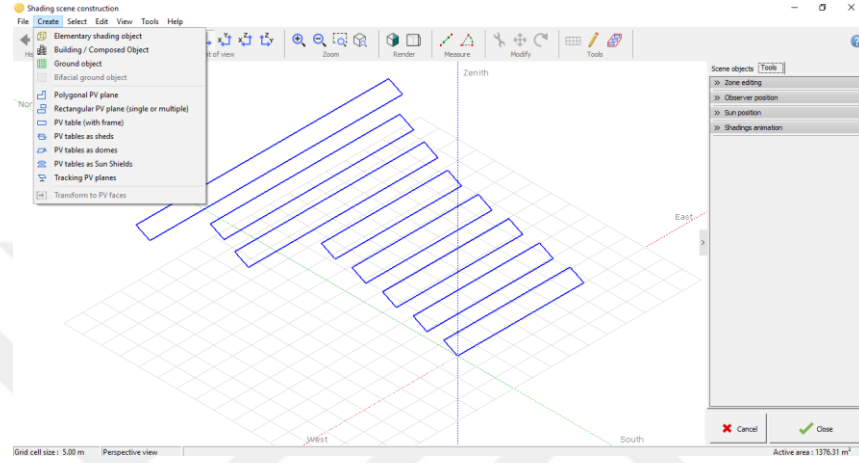 Shading scene construction
File Create Select Edit View Tools Help
Elementary shading object
Building / Composed Object
Ground object
Bifacial ground object
Polygonal PV plane
Rectangular PV plane (single or multiple)
PV table (with frame)
PV tables as sheds
PV tables as domes
PV tables as Sun Shields
Tracking PV planes
Transform to PV faces
His
t of view
Zoom
Render
Measure
Modify
Tools
Zenith
Nor
East
West
South
Scene objects Tools
Zone editing
Observer position
Sun position
Shadings animation
Cancel Close
Grid cell size : 5.00 m Perspective view Active area : 1376.31 m²